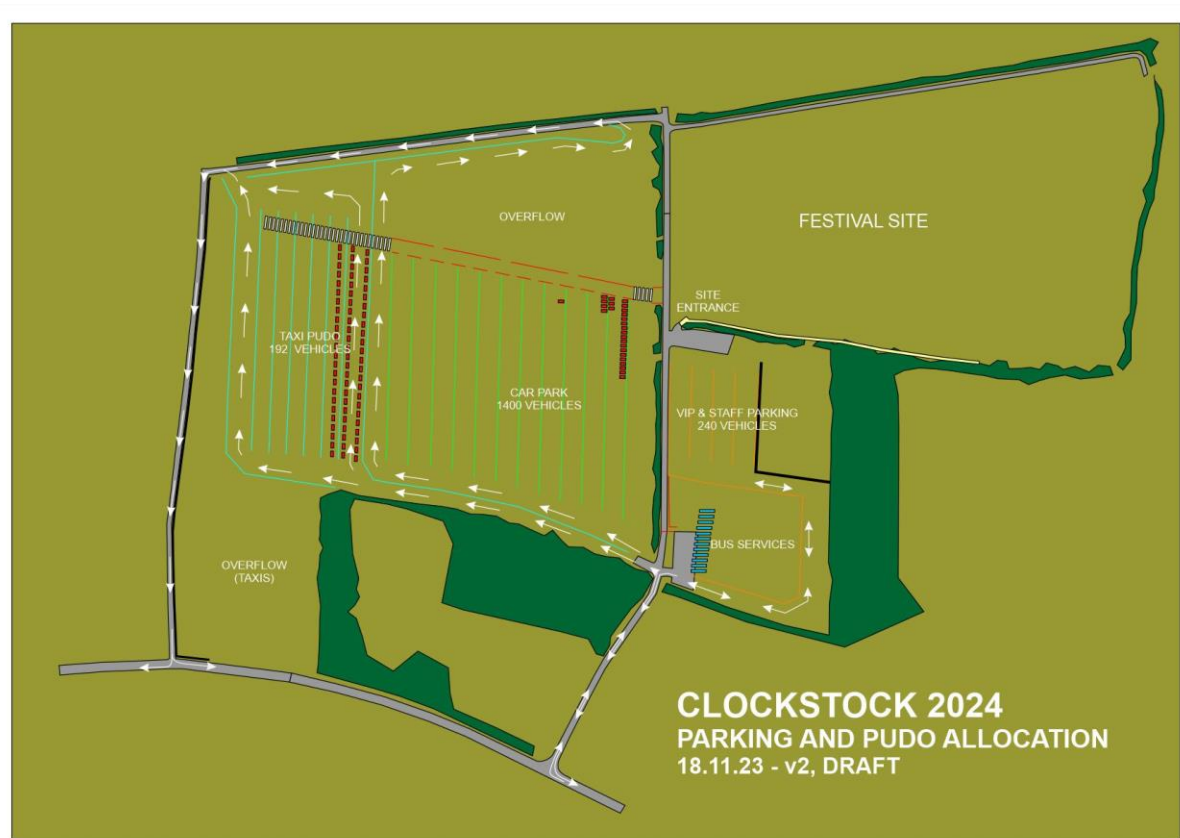 OVERFLOW
FESTIVAL SITE
SITE
ENTRANCE
TAXI PUDO
192 VEHICLES
CAR PARK
1400 VEHICLES
VIP & STAFF PARKING
240 VEHICLES
BUS SERVICES
OVERFLOW
(TAXIS)
CLOCKSTOCK 2024
PARKING AND PUDO ALLOCATION
18.11.23 - v2, DRAFT